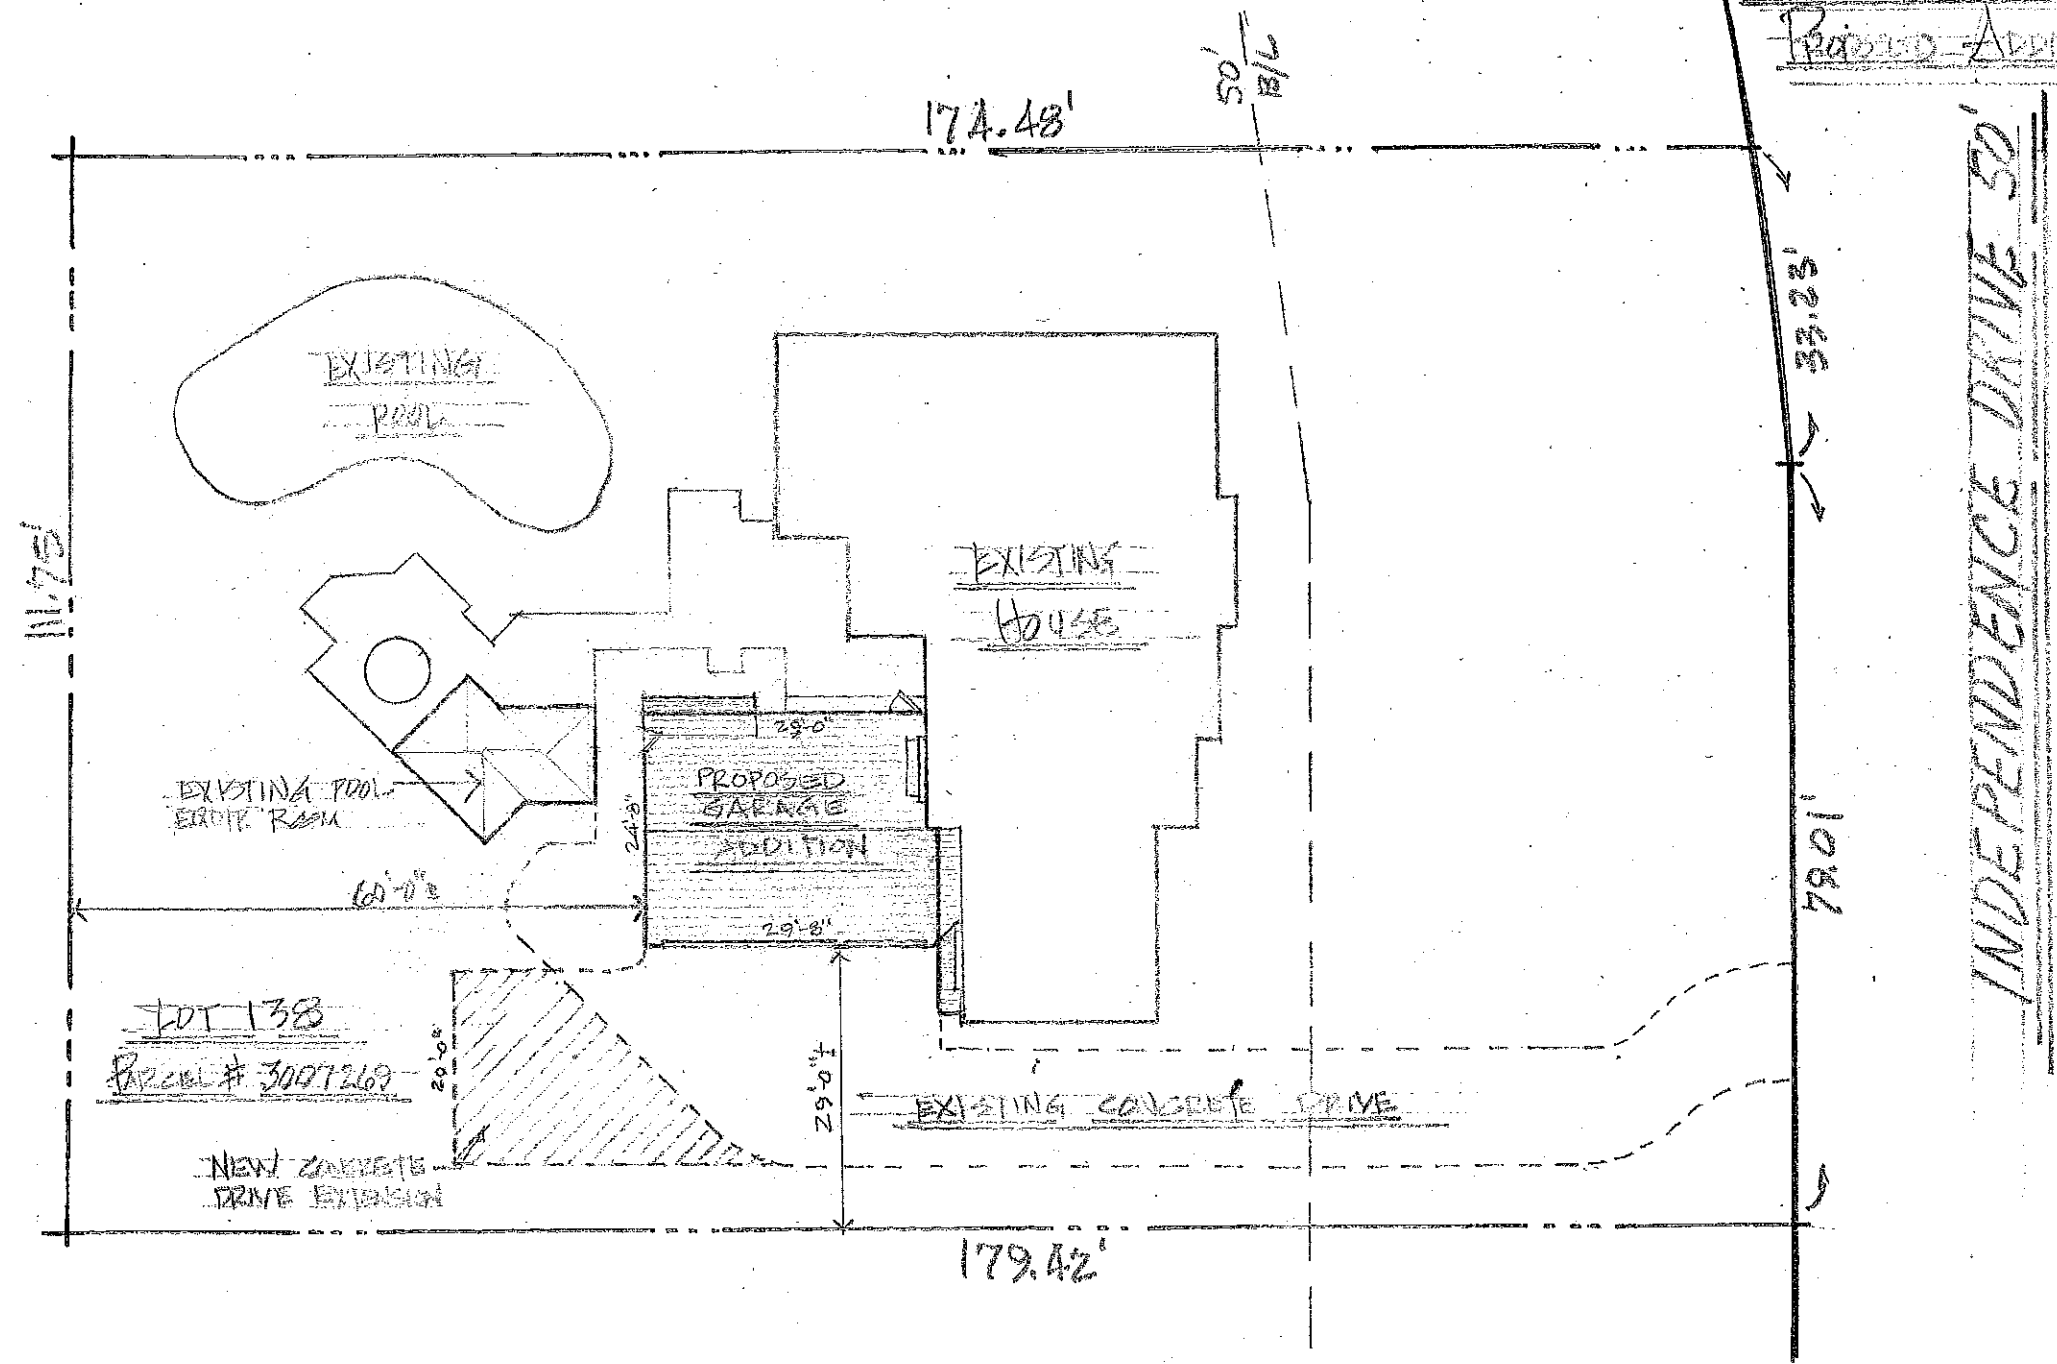 PROPOSED ADDI
50'
B/L
174.48'
33.23'
INDEPENDENCE DRIVE 50'
EXISTING
POOL
111.75'
EXISTING
HOUSE
29'-0"
PROPOSED
GARAGE
ADDITION
24'-8"
EXISTING POOL
EQUIP. ROOM
79.01'
60'-0"±
29'-8"
LOT 138
PARCEL # 3007269
20'-0"
29'-0"±
EXISTING CONCRETE DRIVE
NEW CONCRETE
DRIVE EXTENSION
179.42'